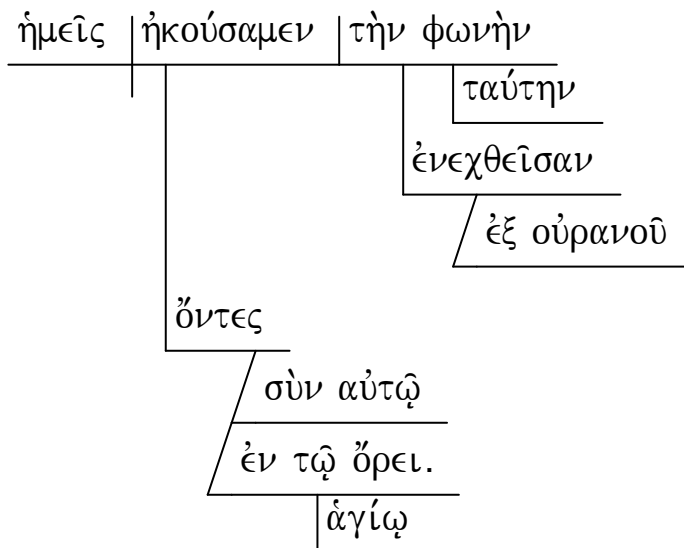 ἡμεῖς ἠκούσαμεν τὴν φωνὴν
ταύτην
ἐνεχθεῖσαν
ἐξ οὐρανοῦ
ὄντες
σὺν αὐτῷ
ἐν τῷ ὄρει.
ἁγίῳ